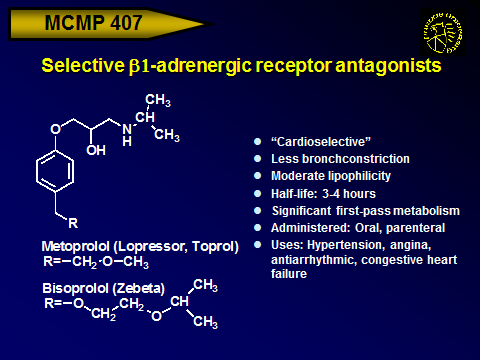 MCMP 407
Selective β1-adrenergic receptor antagonists
CH3
CH
CH3
O
N
H
OH
R
"Cardioselective"
Less bronchconstriction
Moderate lipophilicity
Half-life: 3-4 hours
Significant first-pass metabolism
Administered: Oral, parenteral
Uses: Hypertension, angina,
antiarrhythmic, congestive heart
failure
Metoprolol (Lopressor, Toprol)
R=—CH2—O—CH3
Bisoprolol (Zebeta)
R=—O
CH2
CH2
O
CH
CH3
CH3